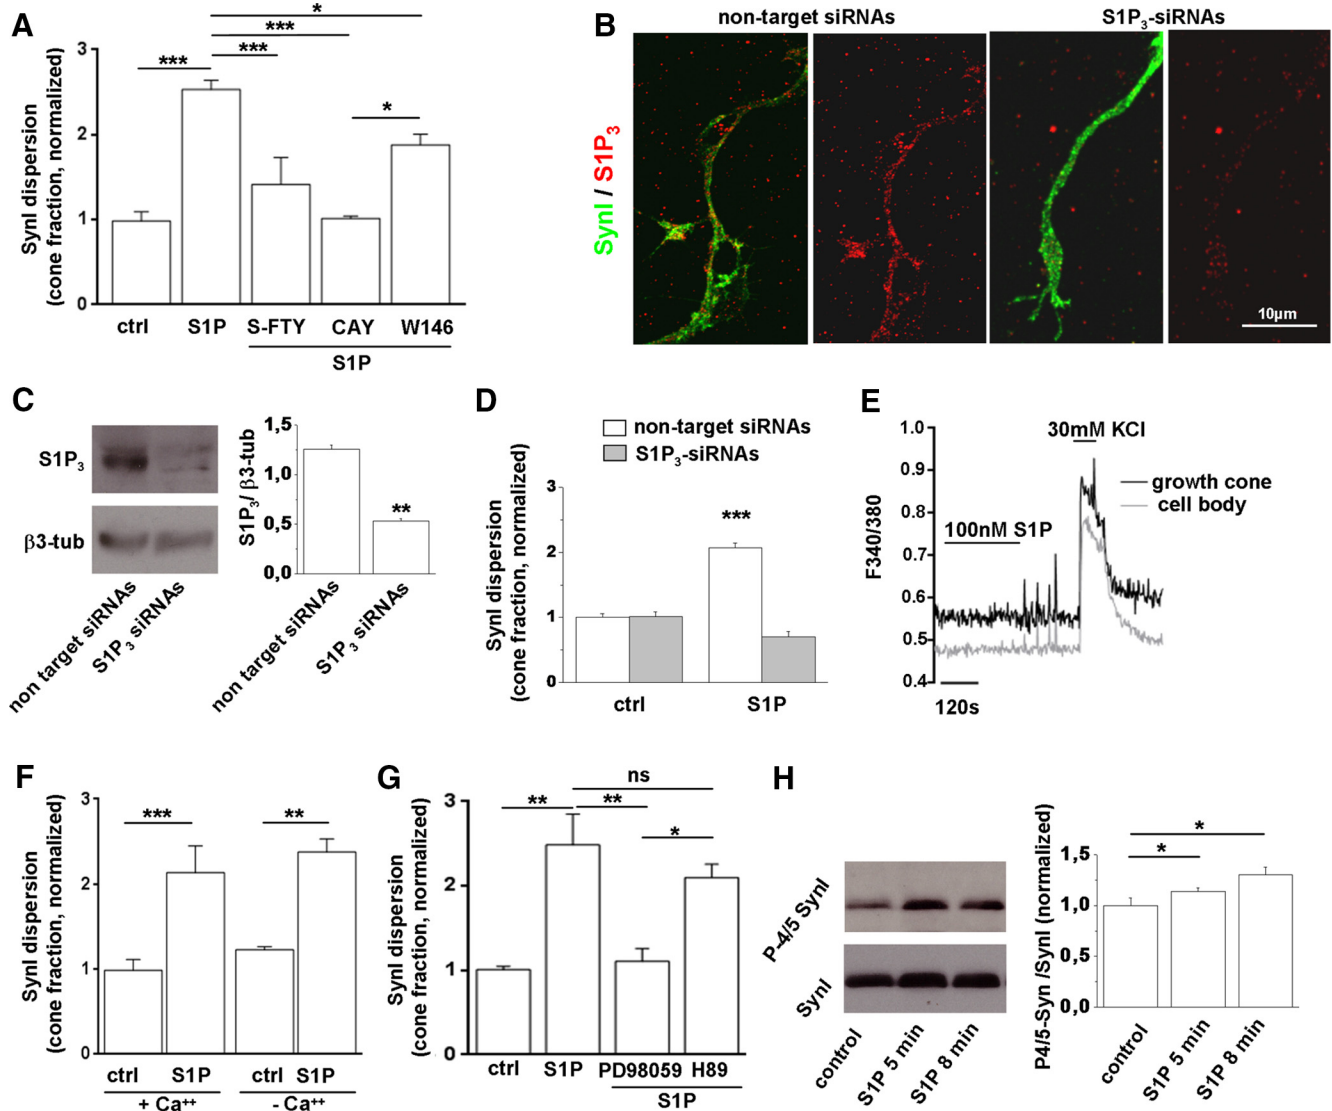 A
*
***
***
***
*
SynI dispersion
(cone fraction, normalized)
3
2
1
0
ctrl
S1P
S-FTY
CAY
W146
S1P
B
non-target siRNAs
S1P3-siRNAs
SynI / S1P3
10µm
C
S1P3
β3-tub
non target siRNAs
S1P3 siRNAs
S1P3/ β3-tub
1,5
1,0
0,5
0,0
**
non target siRNAs
S1P3 siRNAs
D
non-target siRNAs
S1P3-siRNAs
SynI dispersion
(cone fraction, normalized)
3
2
1
0
***
ctrl
S1P
E
F340/380
1.0
0.9
0.8
0.7
0.6
0.5
0.4
30mM KCl
growth cone
cell body
100nM S1P
120s
F
SynI dispersion
(cone fraction, normalized)
3
2
1
0
***
**
ctrl
S1P
ctrl
S1P
+ Ca++
- Ca++
G
SynI dispersion
(cone fraction, normalized)
3
2
1
0
ns
**
**
*
ctrl
S1P
PD98059
H89
S1P
H
P-4/5 SynI
SynI
control
S1P 5 min
S1P 8 min
P4/5-Syn /SynI (normalized)
1,5
1,0
0,5
0,0
*
*
control
S1P 5 min
S1P 8 min